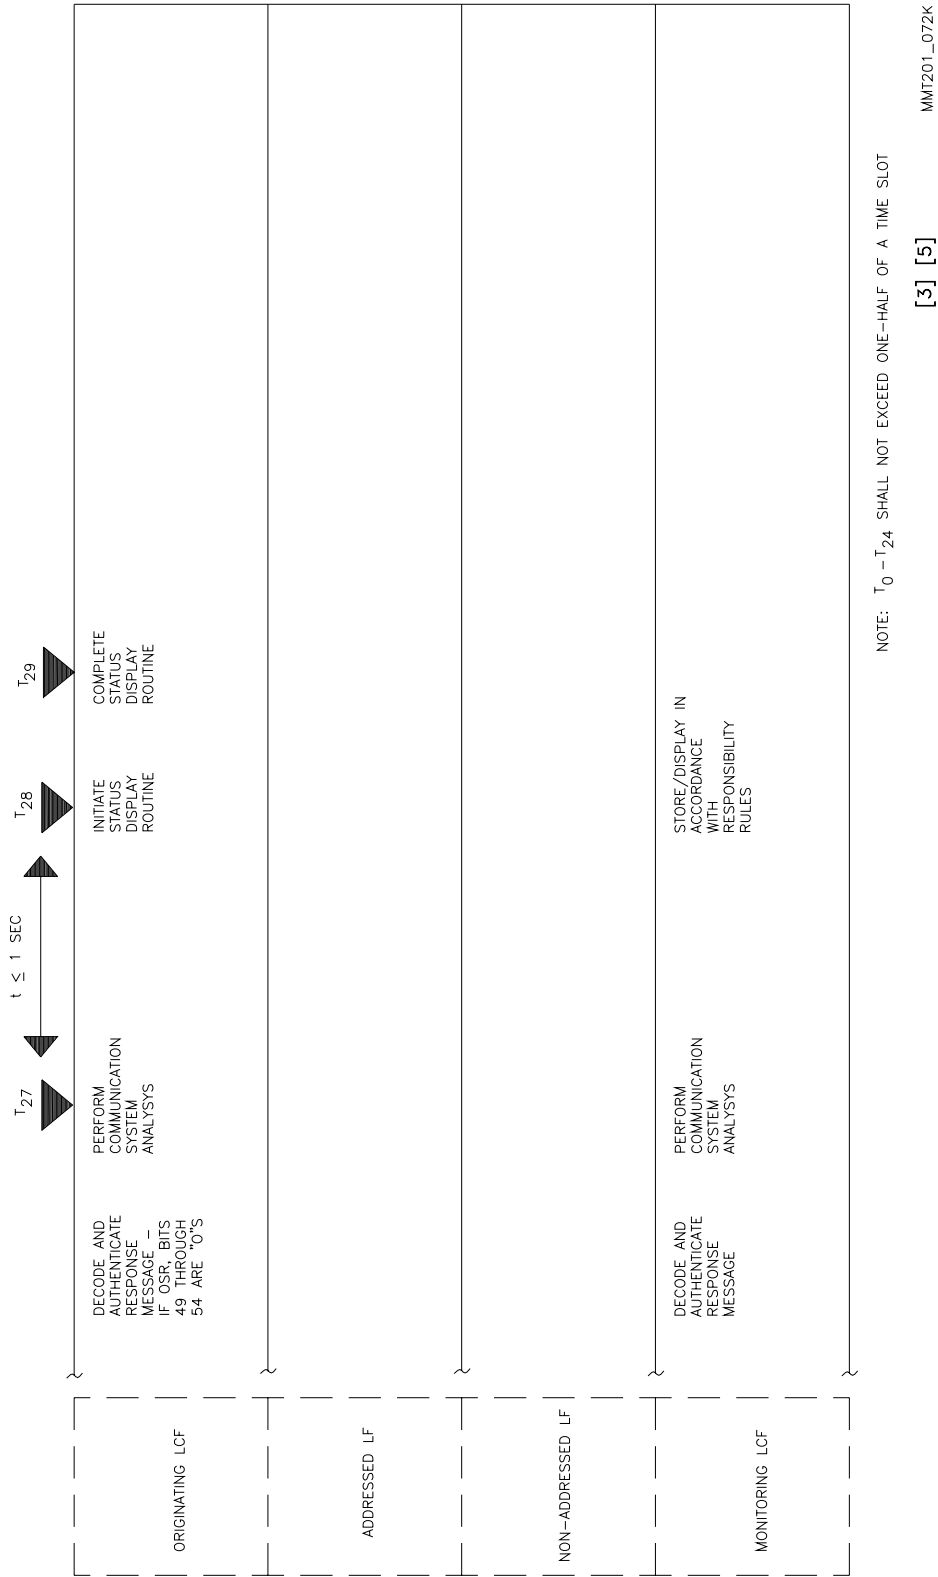 T27
t ≤ 1 SEC
T28
T29
ORIGINATING LCF
DECODE AND
AUTHENTICATE
RESPONSE
MESSAGE –
IF OSR, BITS
49 THROUGH
54 ARE "0"S
PERFORM
COMMUNICATION
SYSTEM
ANALYSYS
INITIATE
STATUS
DISPLAY
ROUTINE
COMPLETE
STATUS
DISPLAY
ROUTINE
ADDRESSED LF
NON-ADDRESSED LF
MONITORING LCF
DECODE AND
AUTHENTICATE
RESPONSE
MESSAGE
PERFORM
COMMUNICATION
SYSTEM
ANALYSYS
STORE/DISPLAY IN
ACCORDANCE
WITH
RESPONSIBILITY
RULES
NOTE: T0 – T24 SHALL NOT EXCEED ONE-HALF OF A TIME SLOT
[3] [5]
MMT201_072K